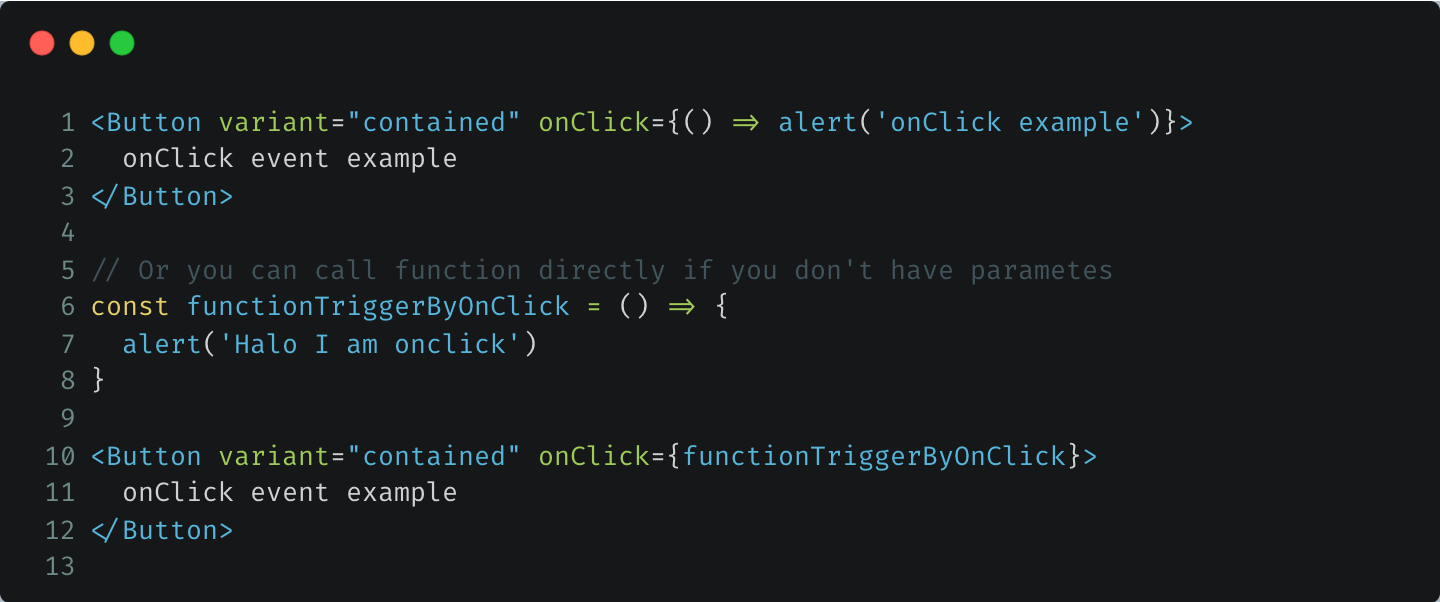 1 <Button variant="contained" onClick={() => alert('onClick example')}>
2   onClick event example
3 </Button>
4
5 // Or you can call function directly if you don't have parametes
6 const functionTriggerByOnClick = () => {
7   alert('Halo I am onclick')
8 }
9
10 <Button variant="contained" onClick={functionTriggerByOnClick}>
11   onClick event example
12 </Button>
13